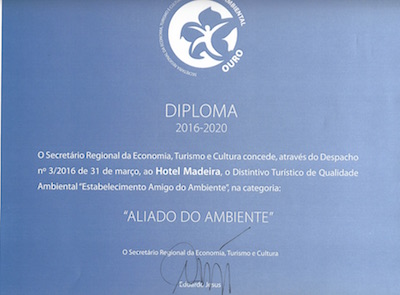 AMBIENTAL
OURO
DIPLOMA
2016-2020
O Secretário Regional da Economia, Turismo e Cultura concede, através do Despacho
nº 3/2016 de 31 de março, ao Hotel Madeira, o Distintivo Turístico de Qualidade
Ambiental "Estabelecimento Amigo do Ambiente", na categoria:
"ALIADO DO AMBIENTE"
O Secretário Regional da Economia, Turismo e Cultura
Eduardo Jesus